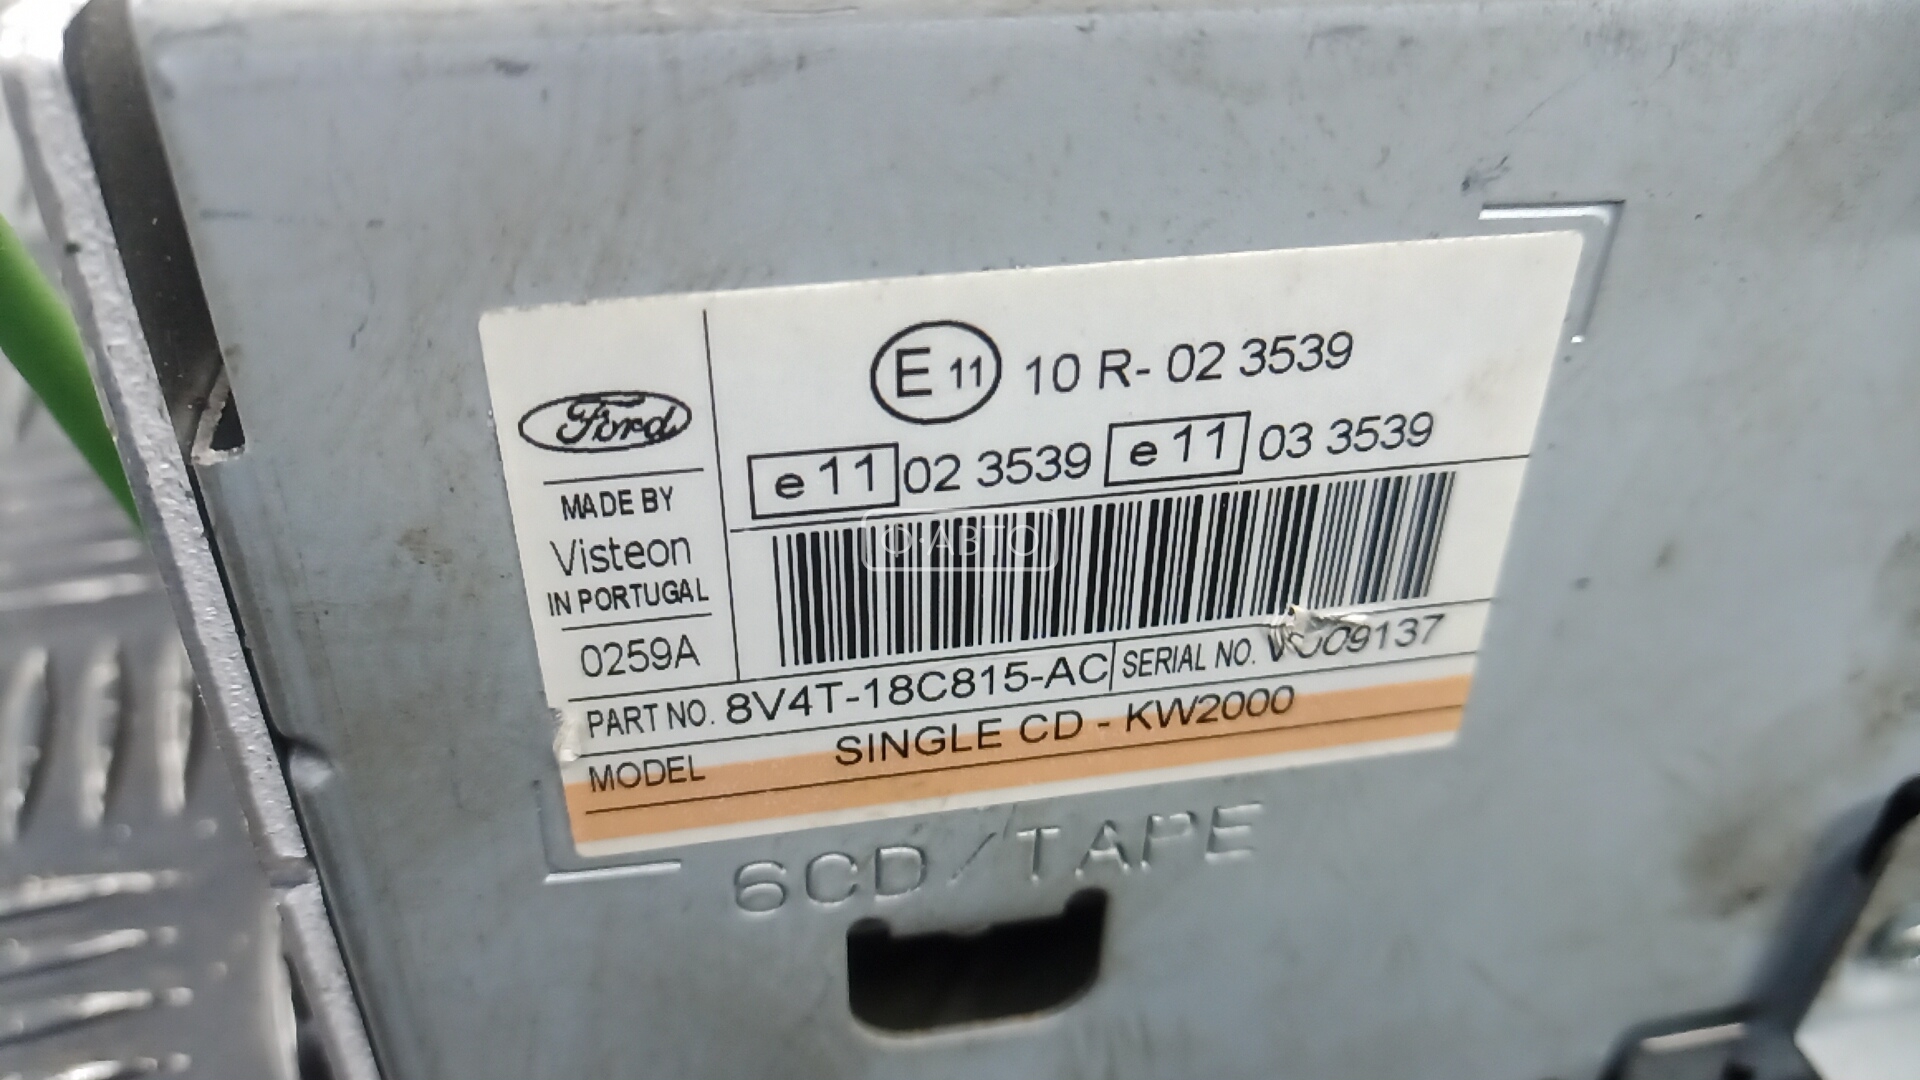 E 11 10 R- 02 3539
e 11 02 3539 e 11 03 3539
Ford
MADE BY
Visteon
IN PORTUGAL
0259A
О·АВТО
PART NO. 8V4T-18C815-AC SERIAL NO.
MODEL SINGLE CD - KW2000
6CD/TAPE